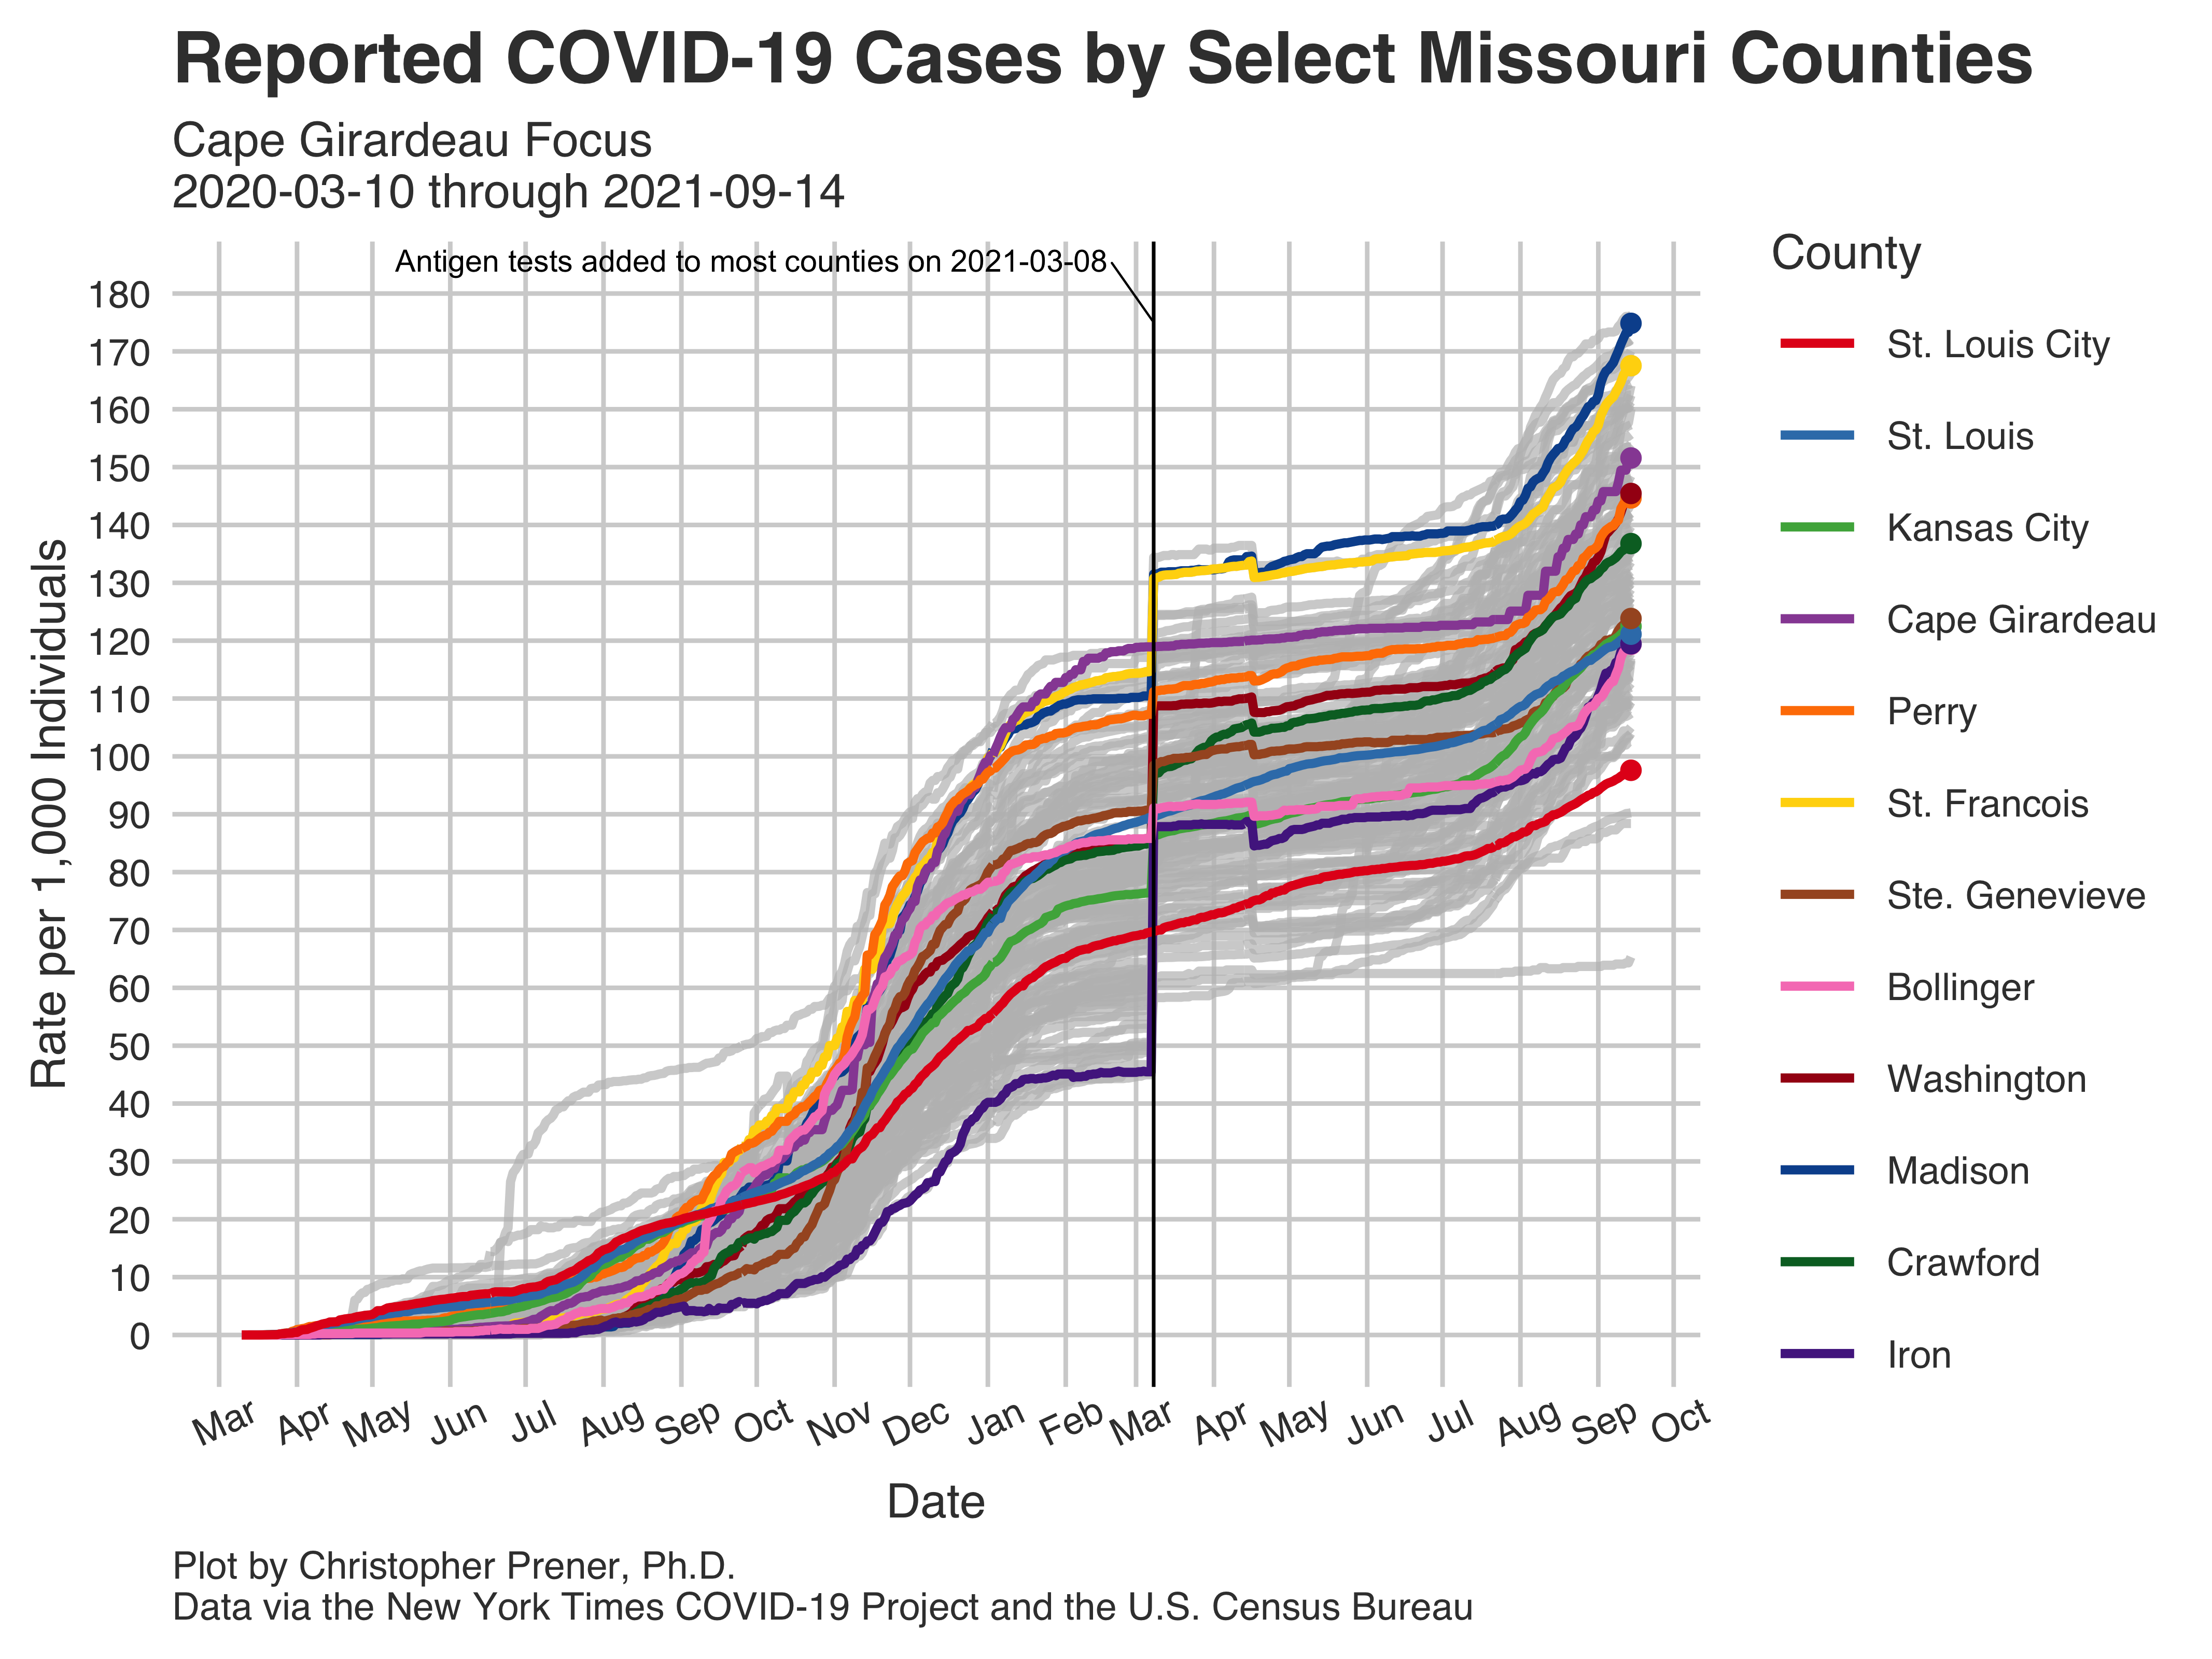 Reported COVID-19 Cases by Select Missouri Counties
Cape Girardeau Focus
2020-03-10 through 2021-09-14
Antigen tests added to most counties on 2021-03-08
Rate per 1,000 Individuals
180
170
160
150
140
130
120
110
100
90
80
70
60
50
40
30
20
10
0
Mar Apr May Jun Jul Aug Sep Oct Nov Dec Jan Feb Mar Apr May Jun Jul Aug Sep Oct
Date
County
St. Louis City
St. Louis
Kansas City
Cape Girardeau
Perry
St. Francois
Ste. Genevieve
Bollinger
Washington
Madison
Crawford
Iron
Plot by Christopher Prener, Ph.D.
Data via the New York Times COVID-19 Project and the U.S. Census Bureau